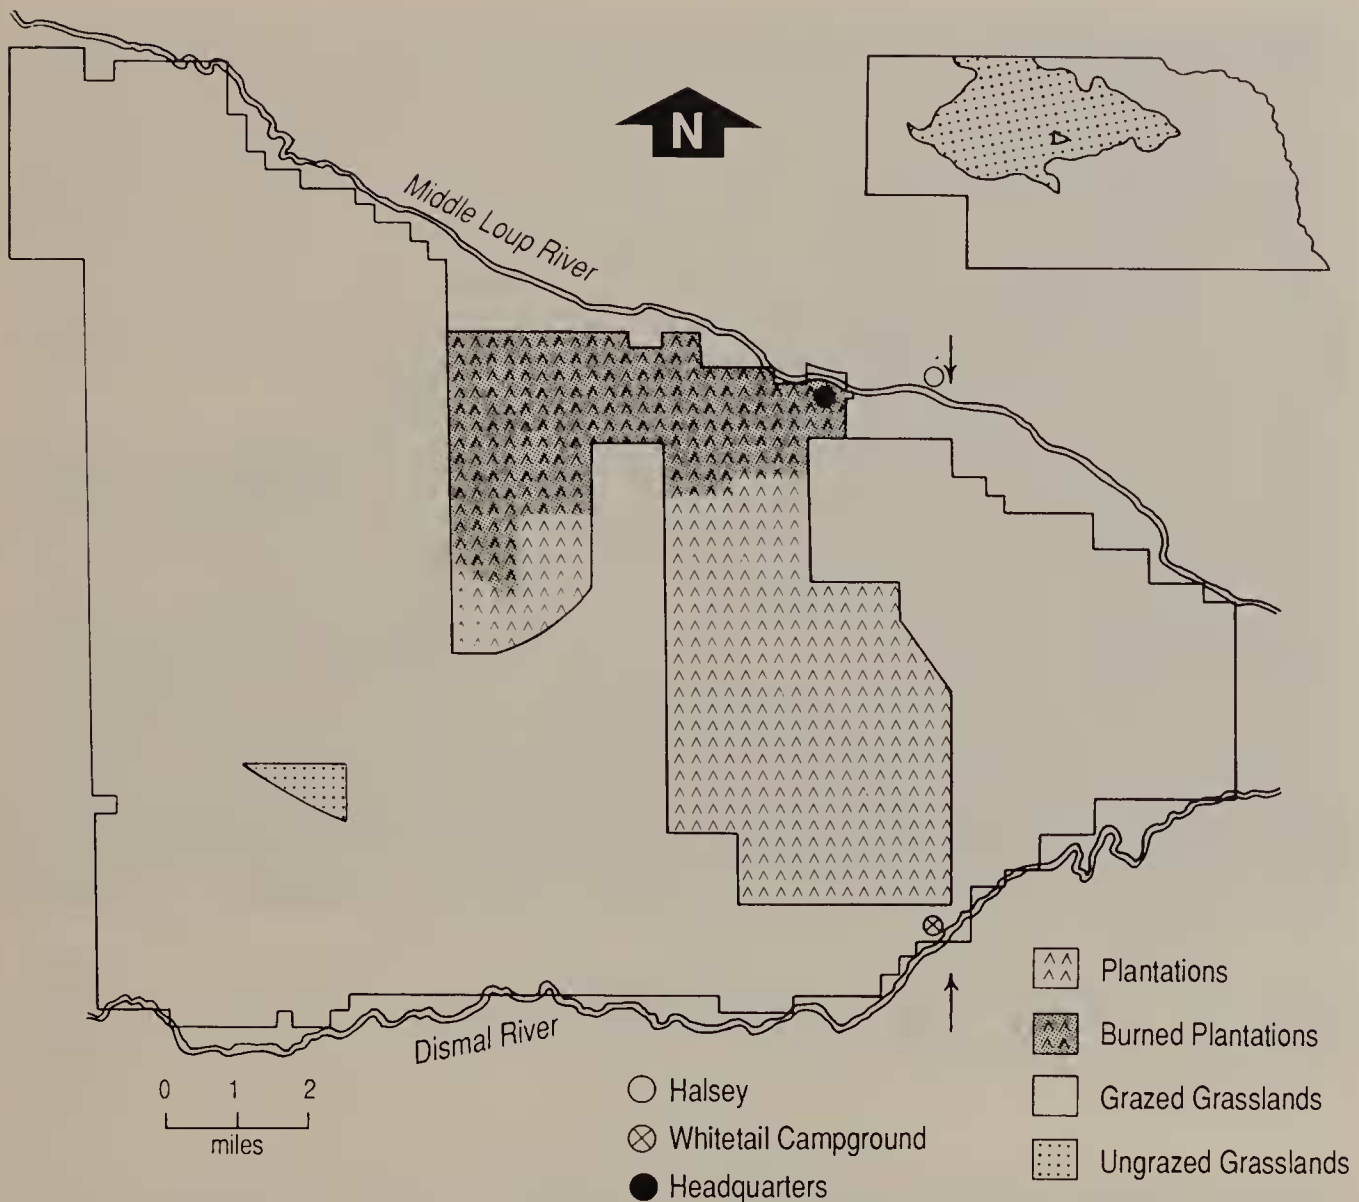 N
Middle Loup River
Dismal River
0 1 2
miles
Halsey
Whitetail Campground
Headquarters
Plantations
Burned Plantations
Grazed Grasslands
Ungrazed Grasslands